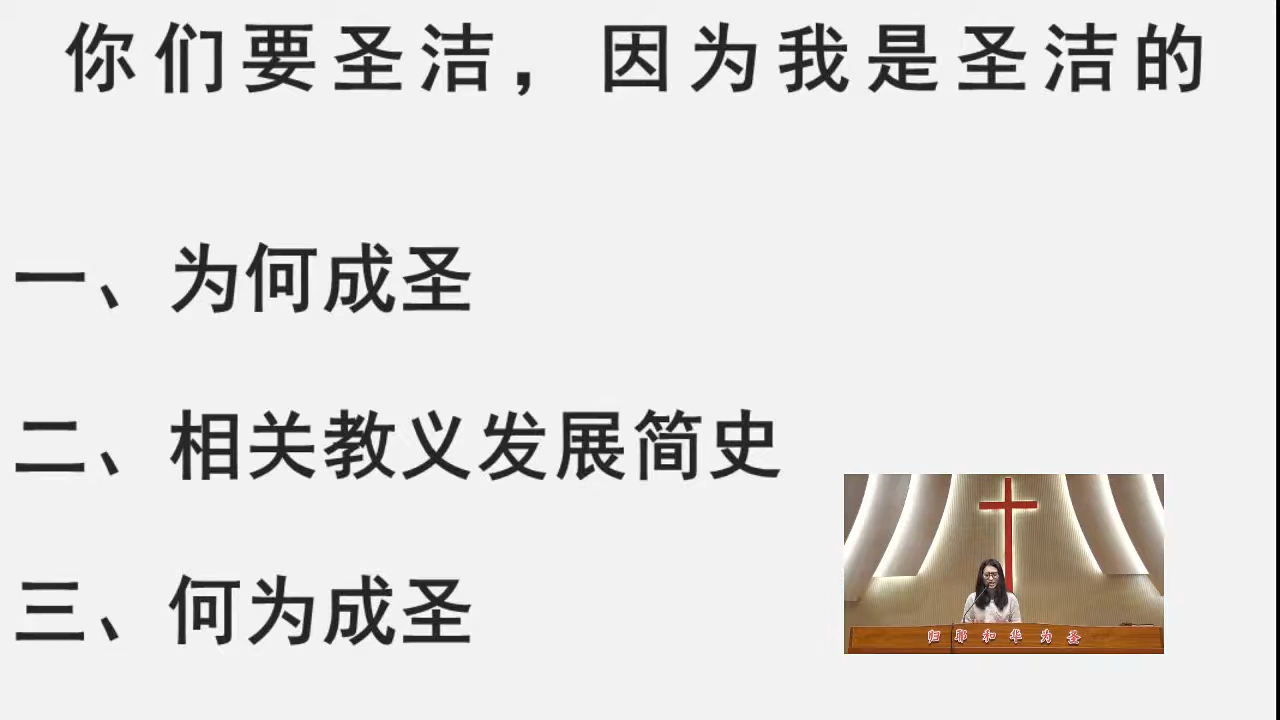 你们要圣洁，因为我是圣洁的
一、为何成圣
二、相关教义发展简史
三、何为成圣
归耶和华为圣